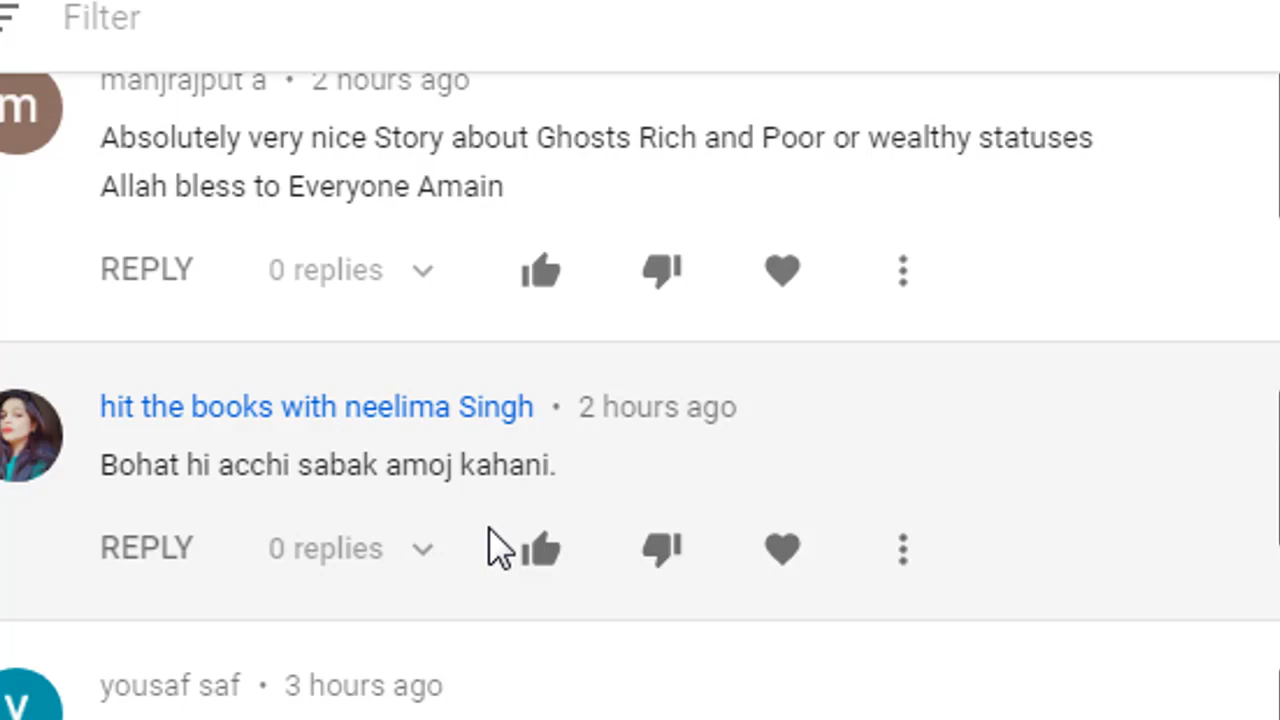 Filter
m
manjrajput a • 2 hours ago
Absolutely very nice Story about Ghosts Rich and Poor or wealthy statuses
Allah bless to Everyone Amain
REPLY 0 replies
hit the books with neelima Singh • 2 hours ago
Bohat hi acchi sabak amoj kahani.
REPLY 0 replies
y
yousaf saf • 3 hours ago